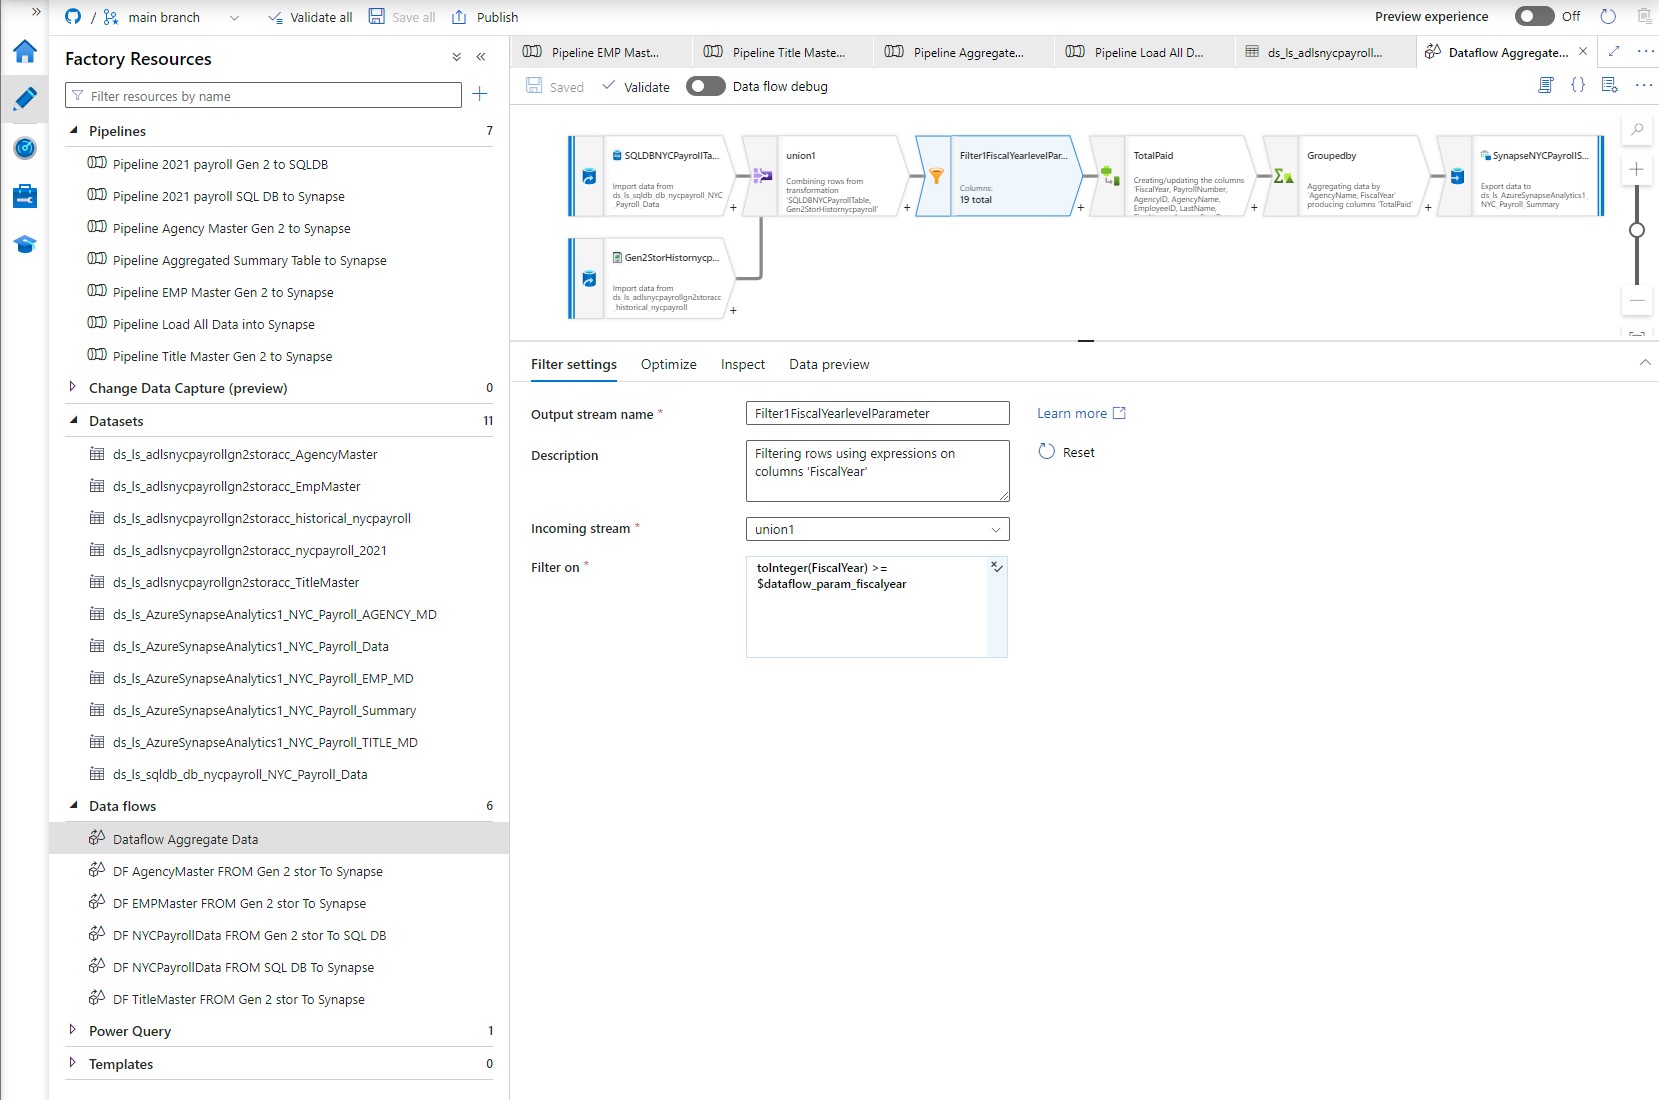 / main branch
Validate all
Save all
Publish
Preview experience
Off
Factory Resources
Filter resources by name
Pipelines 7
Pipeline 2021 payroll Gen 2 to SQLDB
Pipeline 2021 payroll SQL DB to Synapse
Pipeline Agency Master Gen 2 to Synapse
Pipeline Aggregated Summary Table to Synapse
Pipeline EMP Master Gen 2 to Synapse
Pipeline Load All Data into Synapse
Pipeline Title Master Gen 2 to Synapse
Change Data Capture (preview) 0
Datasets 11
ds_ls_adlsnycpayrollgn2storacc_AgencyMaster
ds_ls_adlsnycpayrollgn2storacc_EmpMaster
ds_ls_adlsnycpayrollgn2storacc_historical_nycpayroll
ds_ls_adlsnycpayrollgn2storacc_nycpayroll_2021
ds_ls_adlsnycpayrollgn2storacc_TitleMaster
ds_ls_AzureSynapseAnalytics1_NYC_Payroll_AGENCY_MD
ds_ls_AzureSynapseAnalytics1_NYC_Payroll_Data
ds_ls_AzureSynapseAnalytics1_NYC_Payroll_EMP_MD
ds_ls_AzureSynapseAnalytics1_NYC_Payroll_Summary
ds_ls_AzureSynapseAnalytics1_NYC_Payroll_TITLE_MD
ds_ls_sqldb_db_nycpayroll_NYC_Payroll_Data
Data flows 6
Dataflow Aggregate Data
DF AgencyMaster FROM Gen 2 stor To Synapse
DF EMPMaster FROM Gen 2 stor To Synapse
DF NYCPayrollData FROM Gen 2 stor To SQL DB
DF NYCPayrollData FROM SQL DB To Synapse
DF TitleMaster FROM Gen 2 stor To Synapse
Power Query 1
Templates 0
Pipeline EMP Mast...
Pipeline Title Maste...
Pipeline Aggregate...
Pipeline Load All D...
ds_ls_adlsnycpayroll...
Dataflow Aggregate...
Saved
Validate
Data flow debug
SQLDBNYCPayrollTa...
Import data from
ds_ls_sqldb_db_nycpayroll_NYC
_Payroll_Data
union1
Combining rows from
transformation
'SQLDBNYCPayrollTable,
Gen2StorHistornycpayroll'
Filter1FiscalYearlevelPar...
Columns:
19 total
TotalPaid
Creating/updating the columns
'FiscalYear, PayrollNumber,
AgencyID, AgencyName,
EmployeeID, LastName,
Groupedby
Aggregating data by
'AgencyName, FiscalYear'
producing columns 'TotalPaid'
SynapseNYCPayrollS...
Export data to
ds_ls_AzureSynapseAnalytics1_
NYC_Payroll_Summary
Gen2StorHistornycp...
Import data from
ds_ls_adlsnycpayrollgn2storacc
_historical_nycpayroll
Filter settings
Optimize
Inspect
Data preview
Output stream name *
Filter1FiscalYearlevelParameter
Learn more
Description
Filtering rows using expressions on
columns 'FiscalYear'
Reset
Incoming stream *
union1
Filter on *
toInteger(FiscalYear) >=
$dataflow_param_fiscalyear